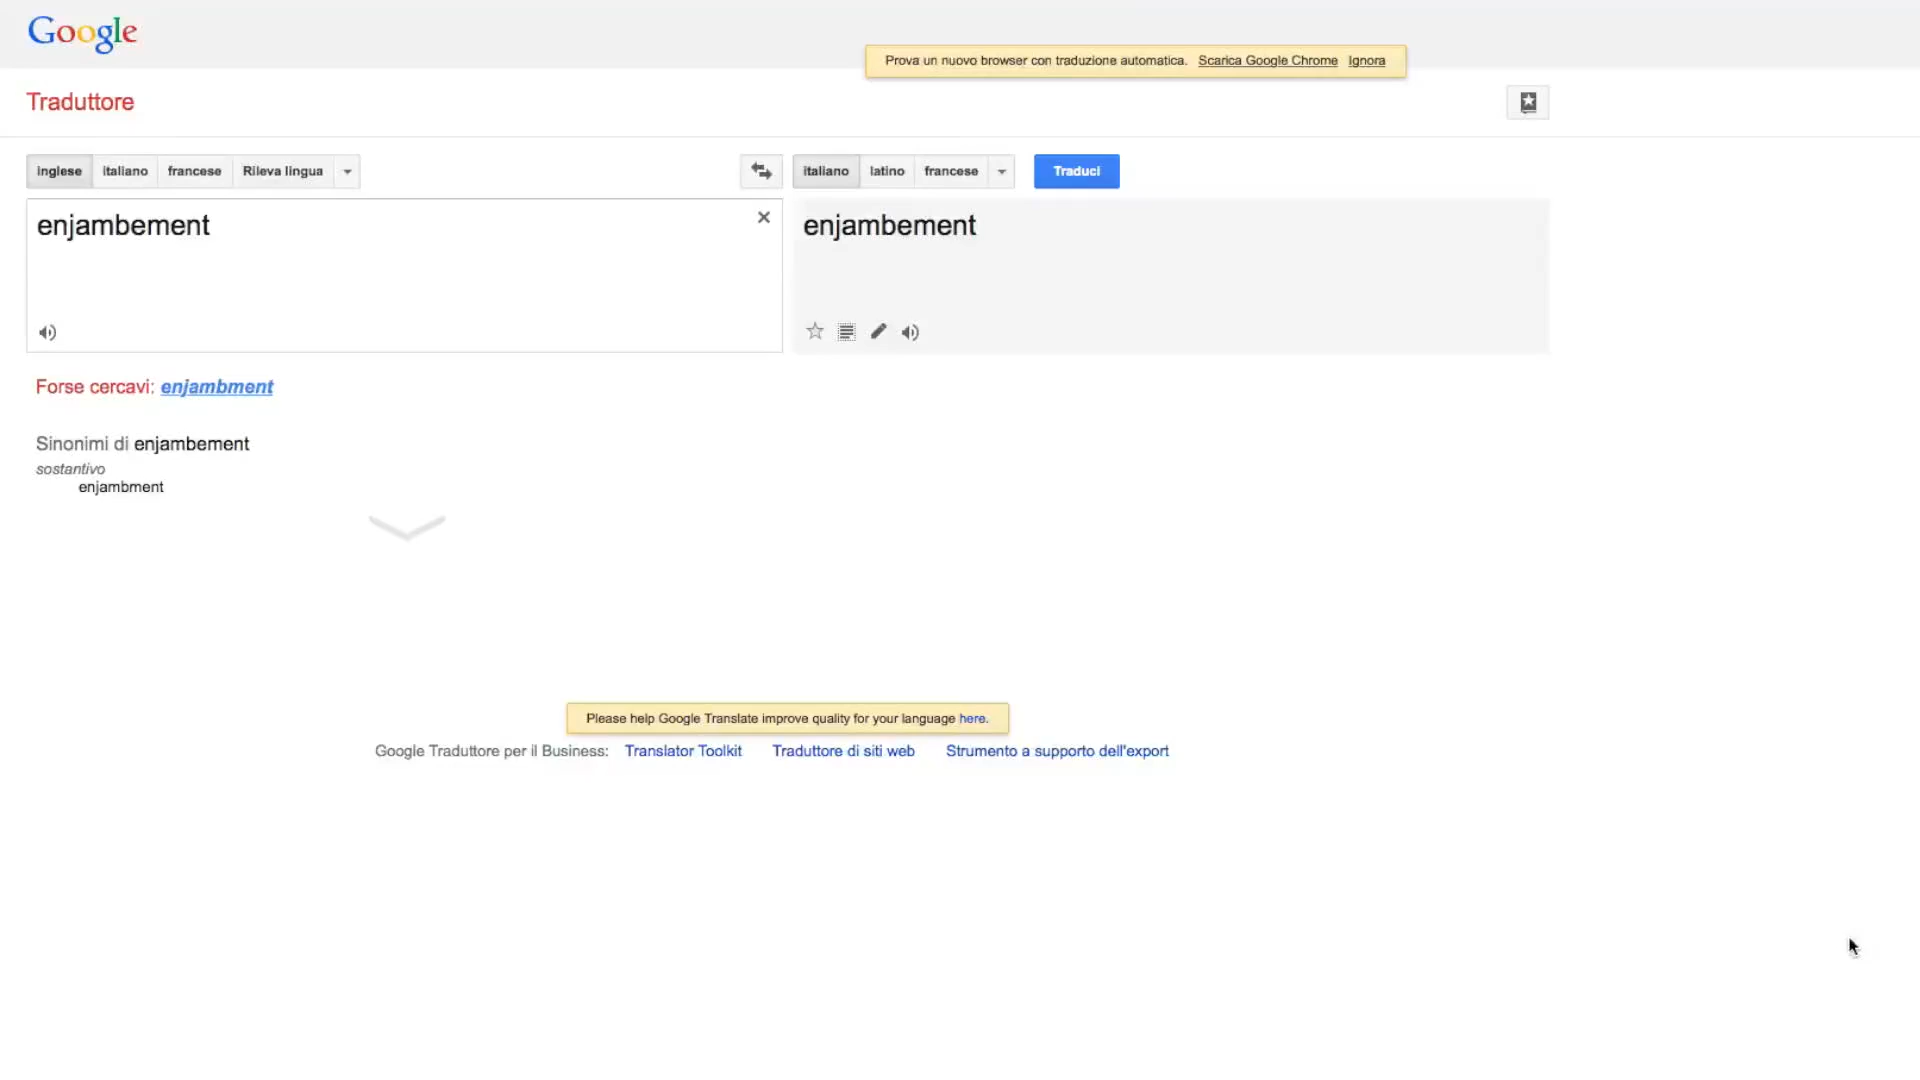 Google
Prova un nuovo browser con traduzione automatica. Scarica Google Chrome Ignora
Traduttore
inglese italiano francese Rileva lingua italiano latino francese Traduci
enjambement
enjambement
Forse cercavi: enjambment
Sinonimi di enjambement
sostantivo
enjambment
Please help Google Translate improve quality for your language here.
Google Traduttore per il Business: Translator Toolkit Traduttore di siti web Strumento a supporto dell'export